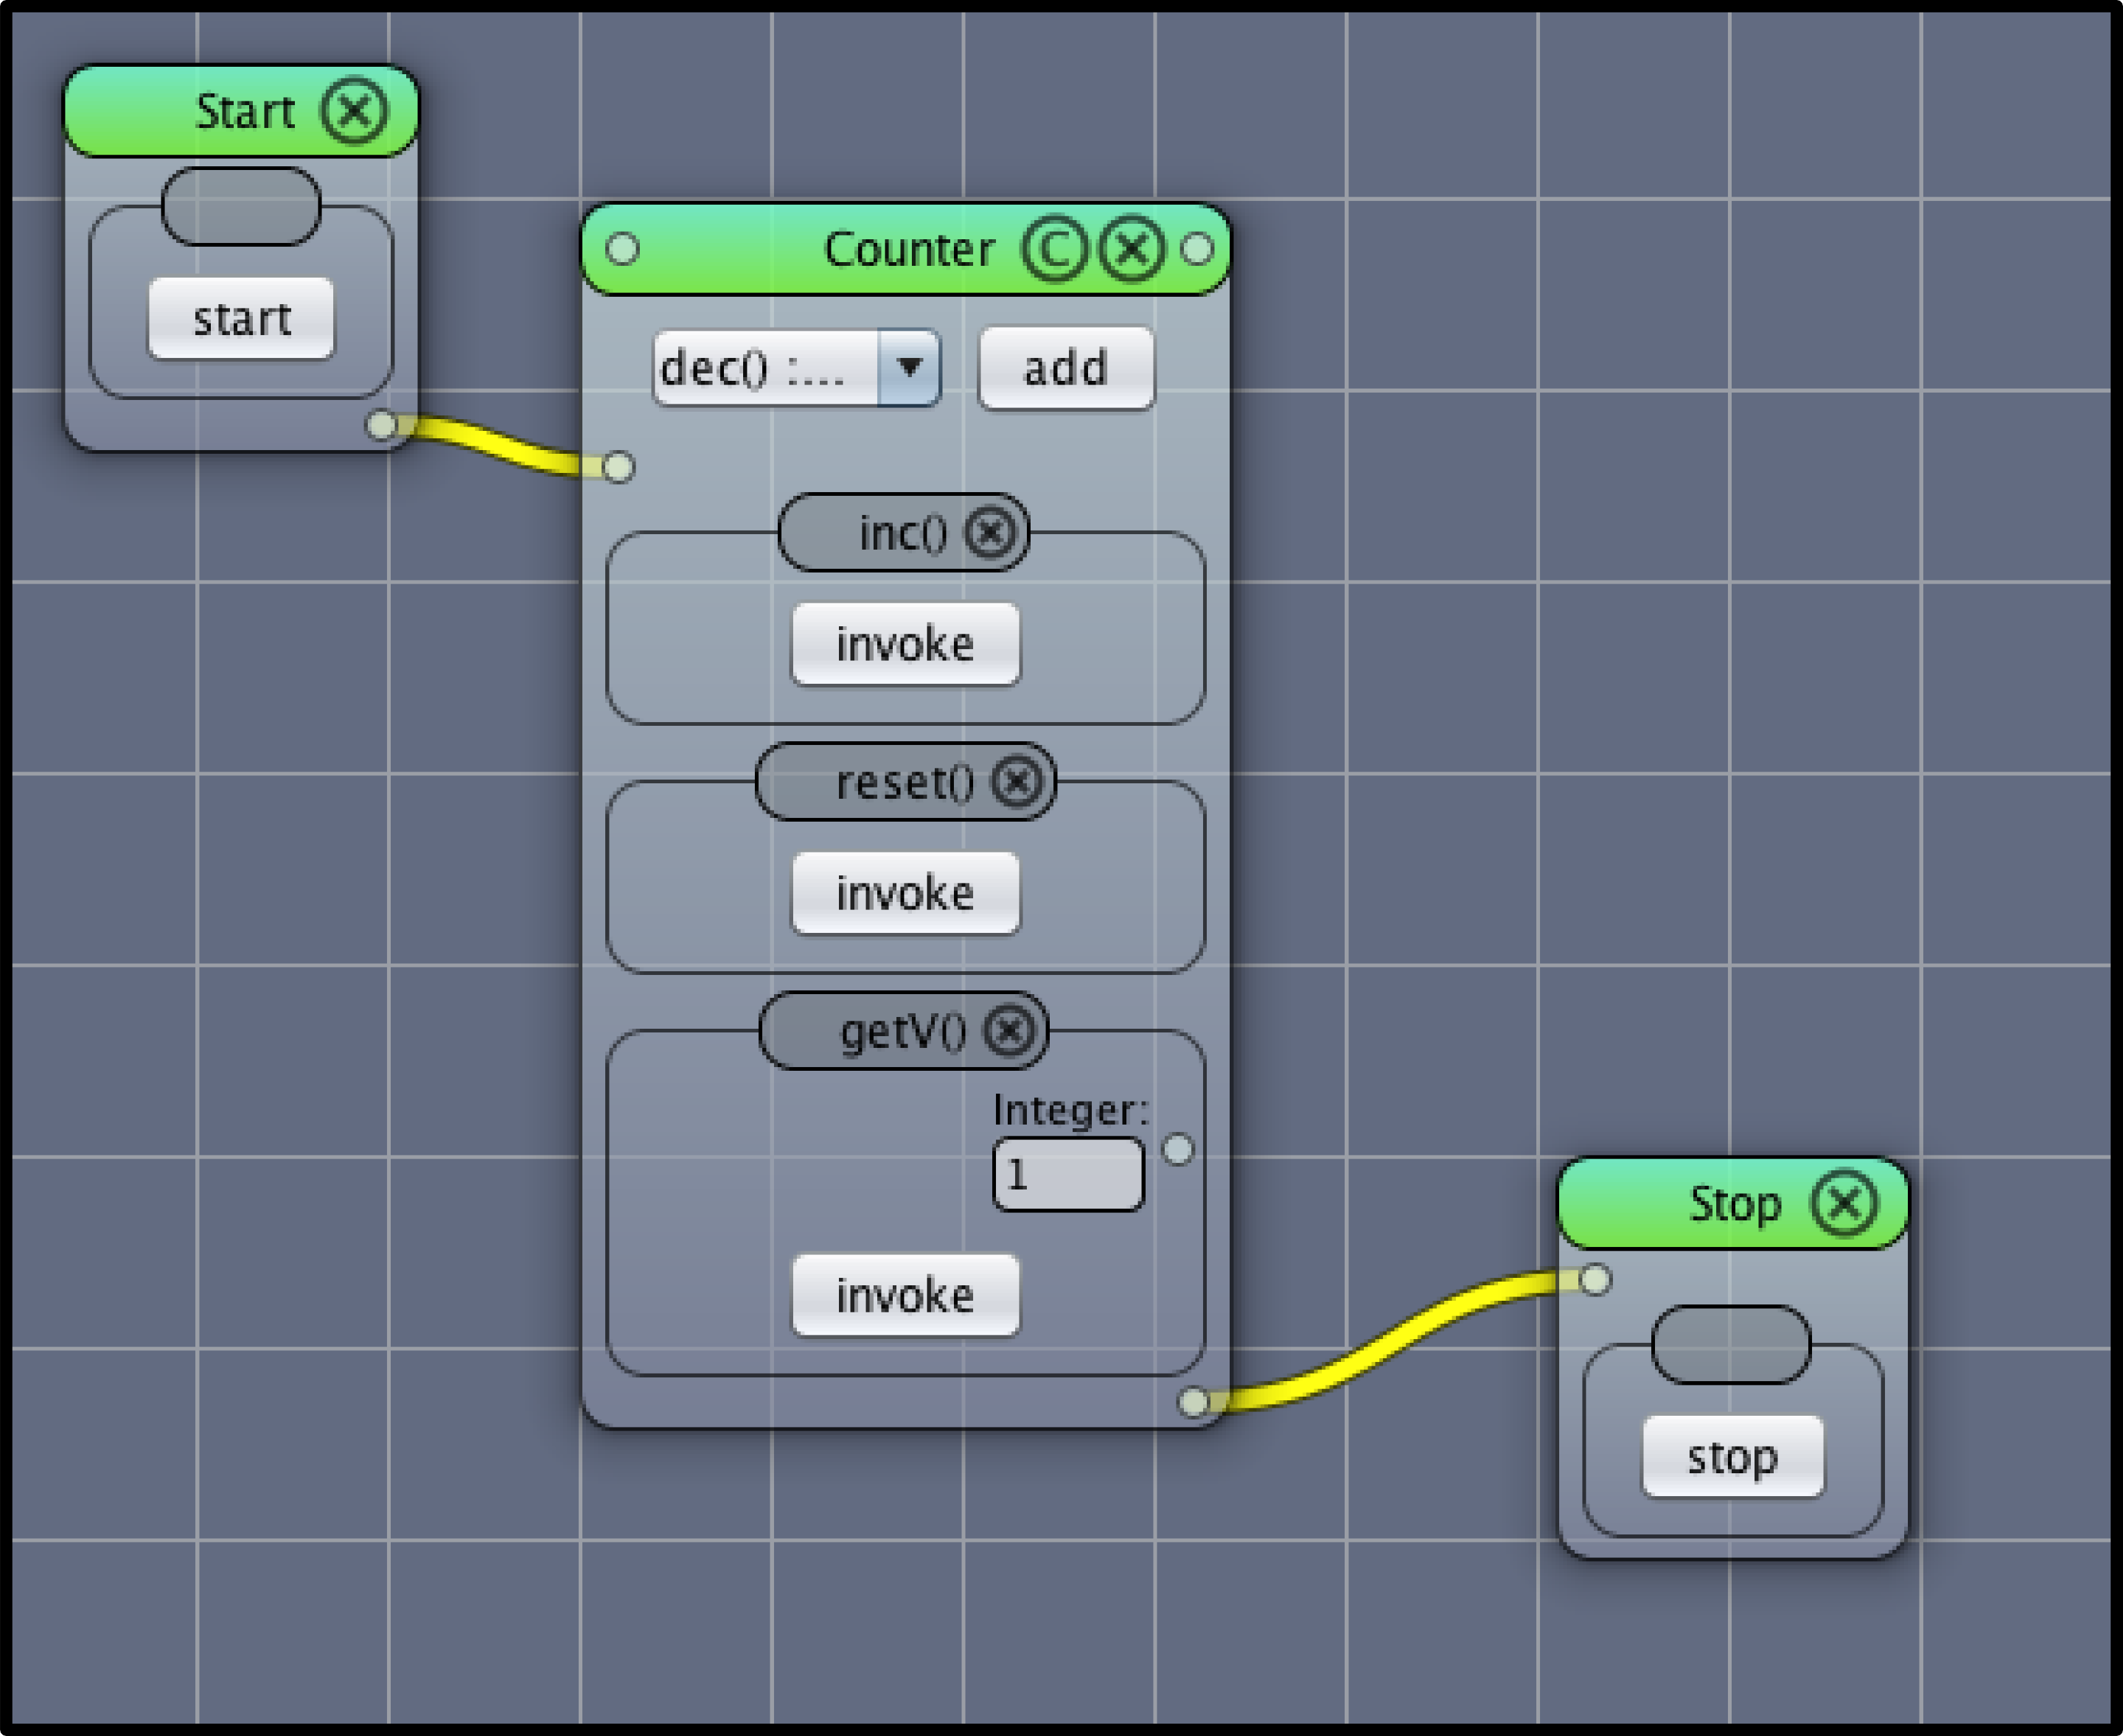 Start
start
Counter C
dec() :....
add
inc()
invoke
reset()
invoke
getV()
Integer:
1
invoke
Stop
stop